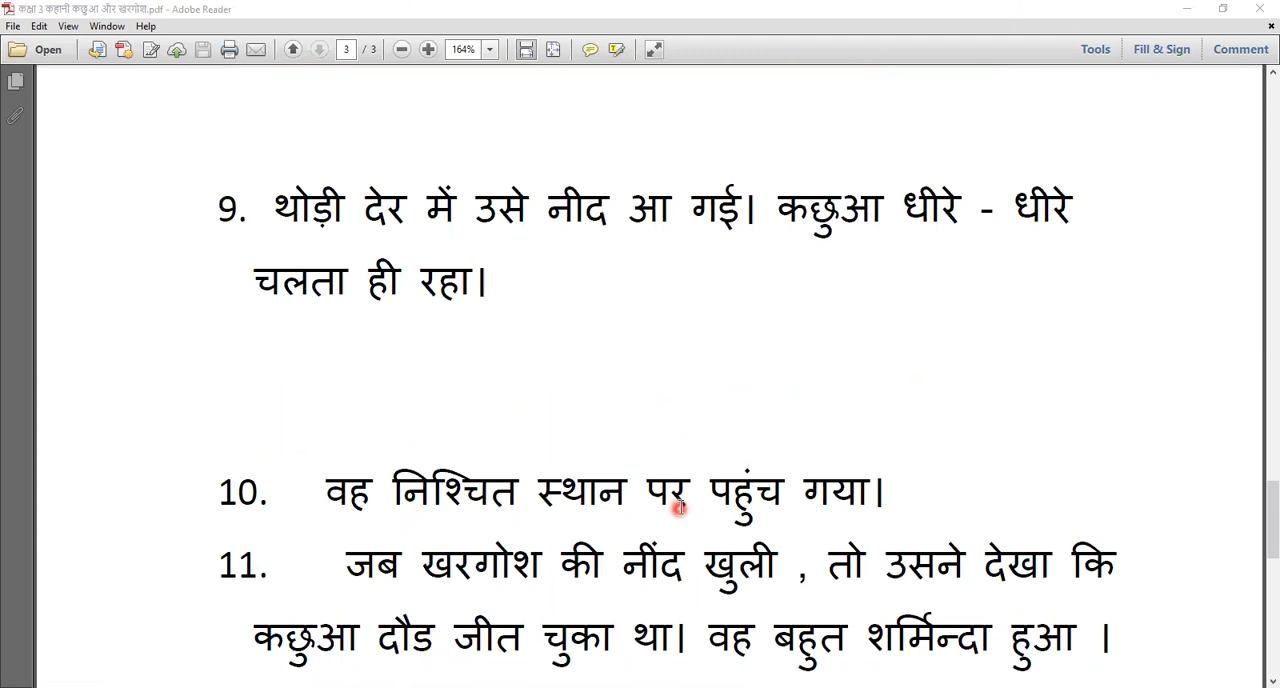 कक्षा 3 कहानी कछुआ और खरगोश.pdf - Adobe Reader
File Edit View Window Help
Open 3 / 3 164% Tools Fill & Sign Comment
9. थोड़ी देर में उसे नीद आ गई। कछुआ धीरे - धीरे
चलता ही रहा।
10. वह निश्चित स्थान पर पहुंच गया।
11. जब खरगोश की नींद खुली , तो उसने देखा कि
कछुआ दौड जीत चुका था। वह बहुत शर्मिन्दा हुआ ।